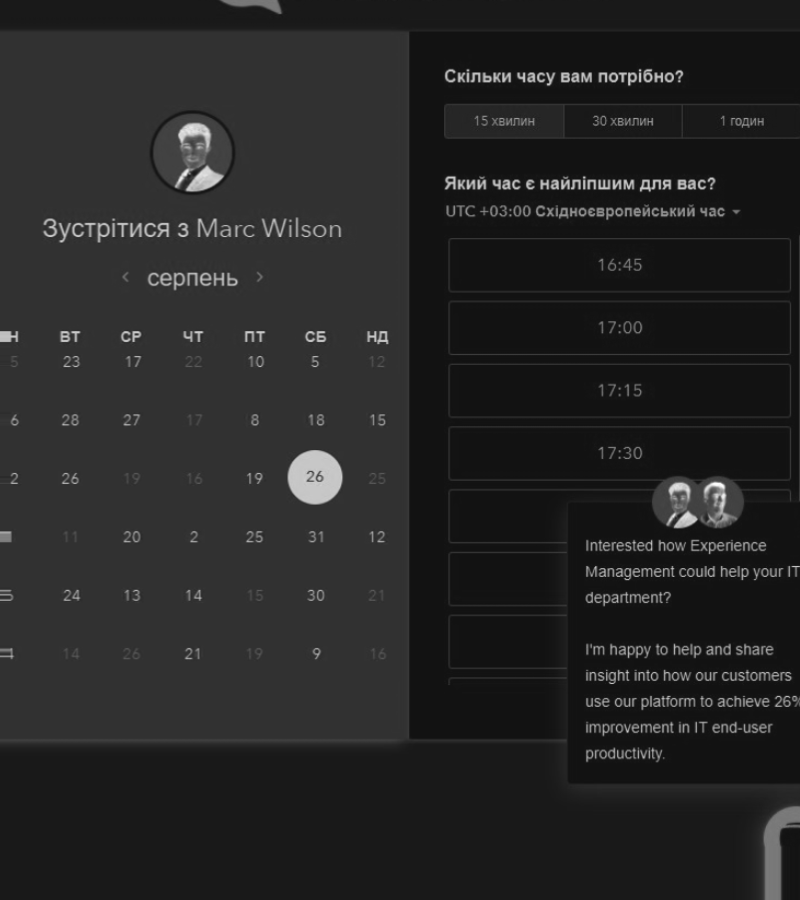 Зустрітися з Marc Wilson
серпень
ВТ СР ЧТ ПТ СБ НД
5 23 17 22 10 5 12
6 28 27 17 8 18 15
2 26 19 16 19 26 25
11 20 2 25 31 12
24 13 14 15 30 21
14 26 21 19 9 16
Скільки часу вам потрібно?
15 хвилин 30 хвилин 1 годин
Який час є найліпшим для вас?
UTC +03:00 Східноєвропейський час
16:45
17:00
17:15
17:30
Interested how Experience
Management could help your IT
department?
I'm happy to help and share
insight into how our customers
use our platform to achieve 26%
improvement in IT end-user
productivity.